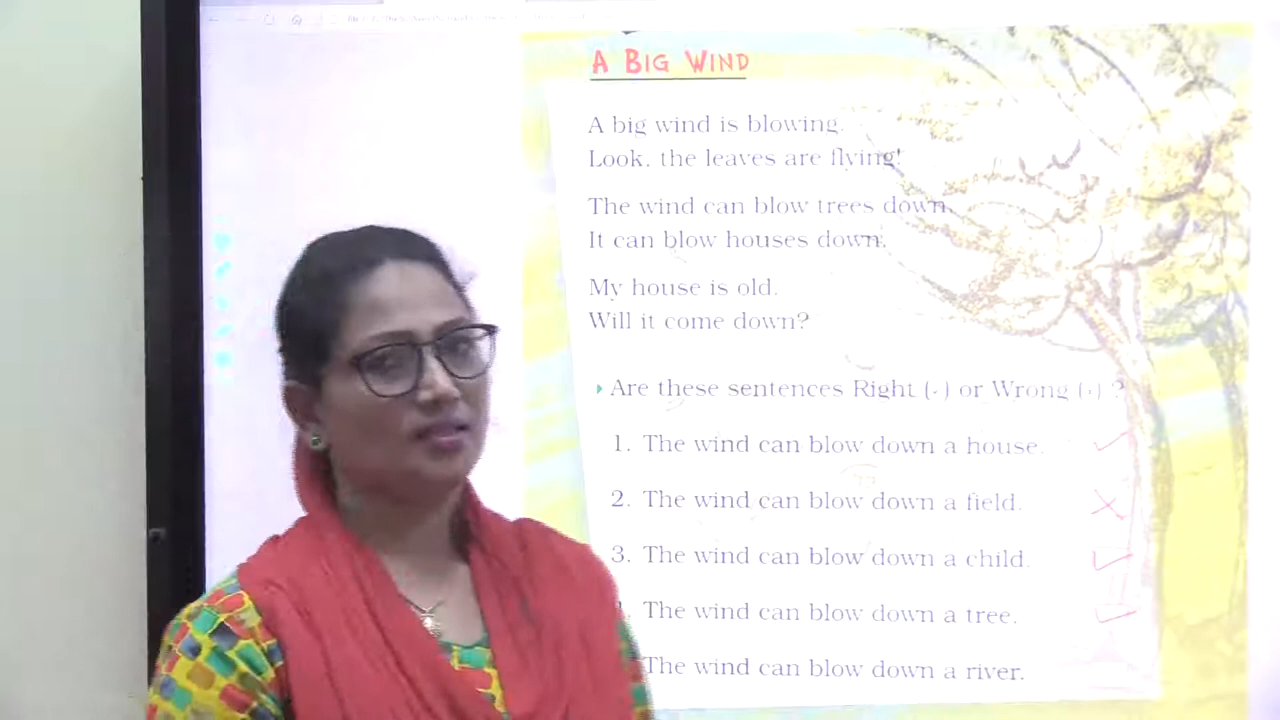 A BIG WIND
A big wind is blowing.
Look, the leaves are flying!
The wind can blow trees down.
It can blow houses down.
My house is old.
Will it come down?
Are these sentences Right (✓) or Wrong (×) ?
1. The wind can blow down a house. ✓
2. The wind can blow down a field. ×
3. The wind can blow down a child. ✓
The wind can blow down a tree. ✓
The wind can blow down a river.